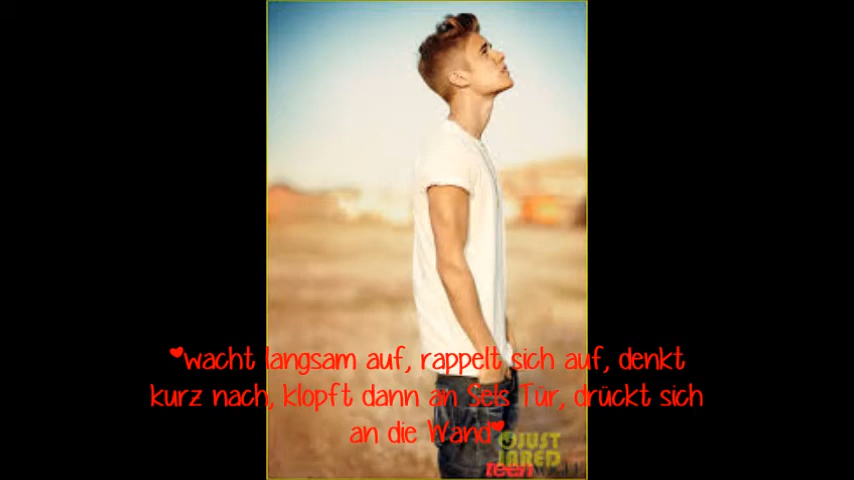 ♥wacht langsam auf, rappelt sich auf, denkt
kurz nach, klopft dann an Sels Tür, drückt sich
an die Wand♥
JUST
JARED
teen